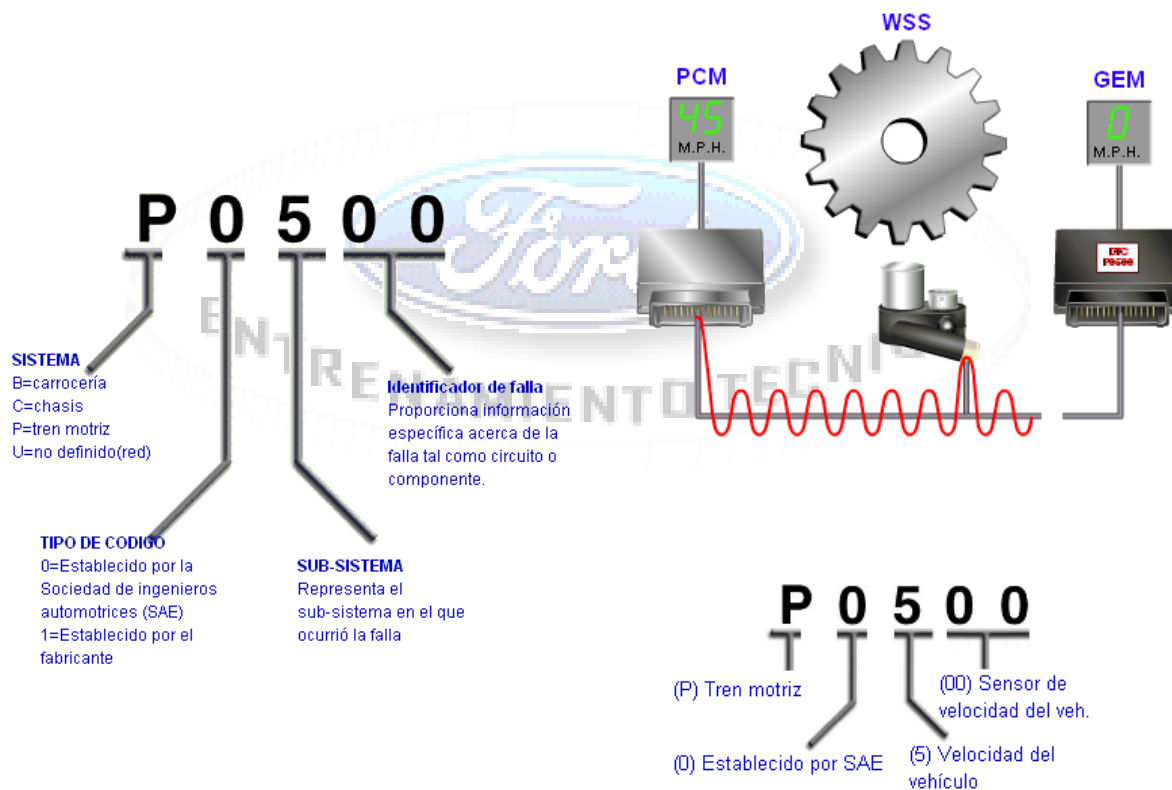 WSS
PCM
GEM
45
M.P.H.
0
M.P.H.
P 0 5 0 0
Ford
DTC
P0500
ENTRENAMIENTO TECNICO
SISTEMA
B=carrocería
C=chasis
P=tren motriz
U=no definido(red)
Identificador de falla
Proporciona información
específica acerca de la
falla tal como circuito o
componente.
TIPO DE CODIGO
0=Establecido por la
Sociedad de ingenieros
automotrices (SAE)
1=Establecido por el
fabricante
SUB-SISTEMA
Representa el
sub-sistema en el que
ocurrió la falla
P 0 5 0 0
(P) Tren motriz
(00) Sensor de
velocidad del veh.
(0) Establecido por SAE
(5) Velocidad del
vehículo